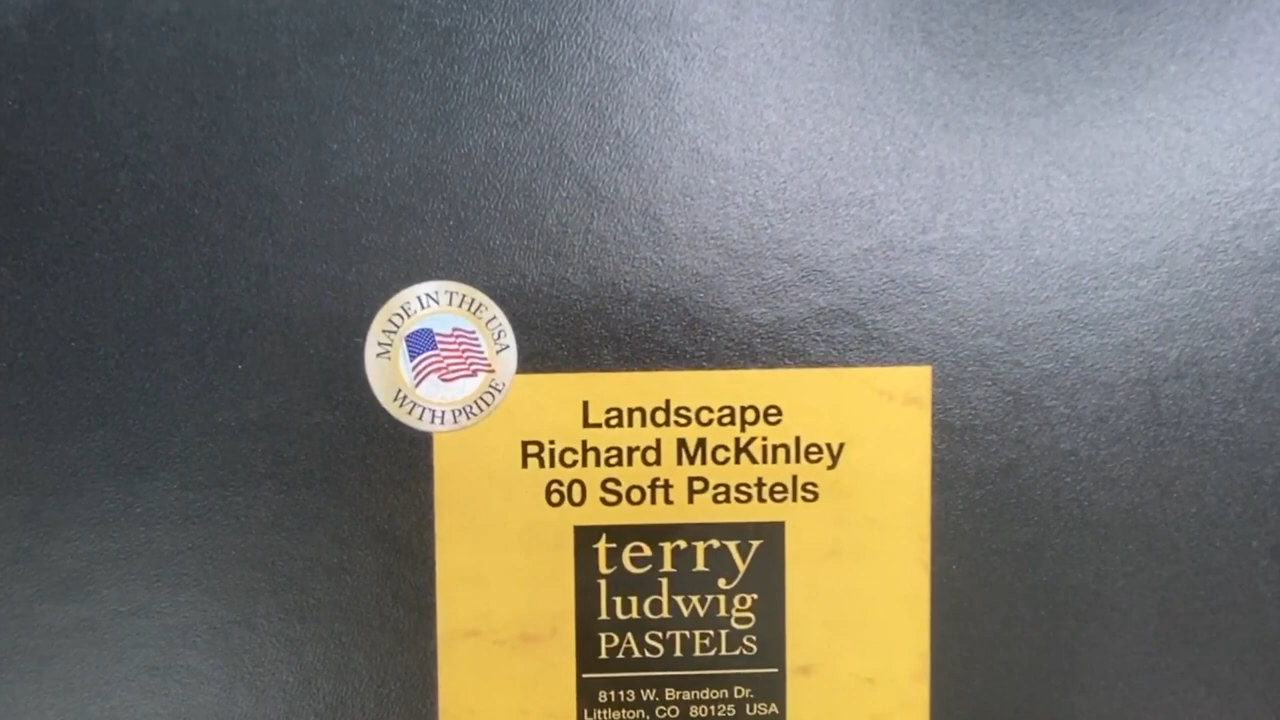 MADE IN THE USA
WITH PRIDE
Landscape
Richard McKinley
60 Soft Pastels
terry
ludwig
PASTELs
8113 W. Brandon Dr.
Littleton, CO 80125 USA